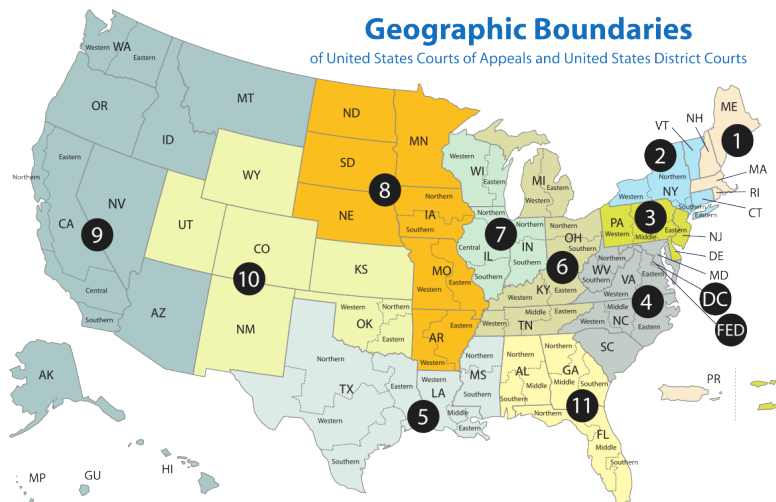 Geographic Boundaries
of United States Courts of Appeals and United States District Courts
WA
Western
Eastern
OR
MT
ID
ND
MN
SD
WY
NE
8
IA
Northern
Southern
WI
Western
Eastern
MI
Western
Eastern
ME
NH
VT
1
2
MA
Northern
NY
Western
Southern
Eastern
RI
CT
Eastern
Northern
NV
CA
9
Central
Southern
UT
CO
10
KS
MO
Western
Eastern
Northern
7
Central
IL
Southern
Northern
IN
Southern
Northern
OH
Southern
6
PA
3
Western
Middle
Eastern
NJ
DE
MD
DC
FED
Northern
WV
Southern
VA
Eastern
Western
4
KY
Western
Eastern
AZ
NM
OK
Western
Northern
Eastern
AR
Eastern
Western
TN
Western
Middle
Eastern
NC
Western
Middle
Eastern
SC
TX
Northern
Eastern
Western
Southern
LA
Western
Middle
Eastern
5
MS
Northern
Southern
AL
Northern
Middle
Southern
GA
Northern
Middle
Southern
11
FL
Northern
Middle
Southern
PR
AK
HI
GU
MP